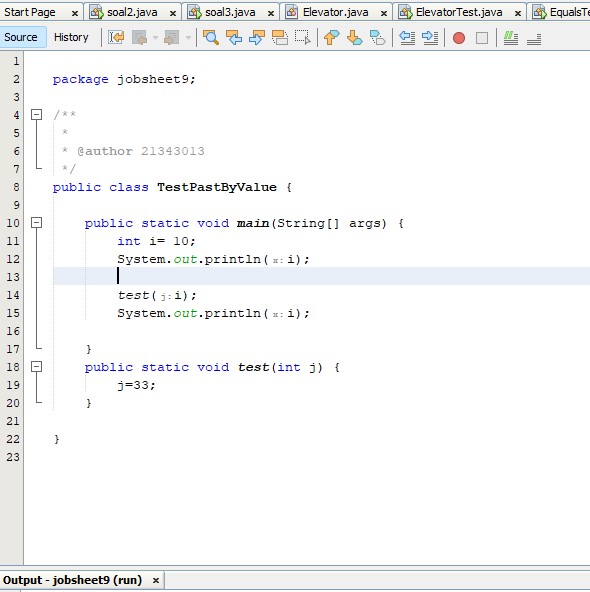 Start Page × soal2.java × soal3.java × Elevator.java × ElevatorTest.java × EqualsTe
Source History
1
2 package jobsheet9;
3
4 /**
5 *
6 * @author 21343013
7 */
8 public class TestPastByValue {
9
10 public static void main(String[] args) {
11 int i= 10;
12 System.out.println( x: i);
13
14 test( j: i);
15 System.out.println( x: i);
16
17 }
18 public static void test(int j) {
19 j=33;
20 }
21
22 }
23
Output - jobsheet9 (run) ×